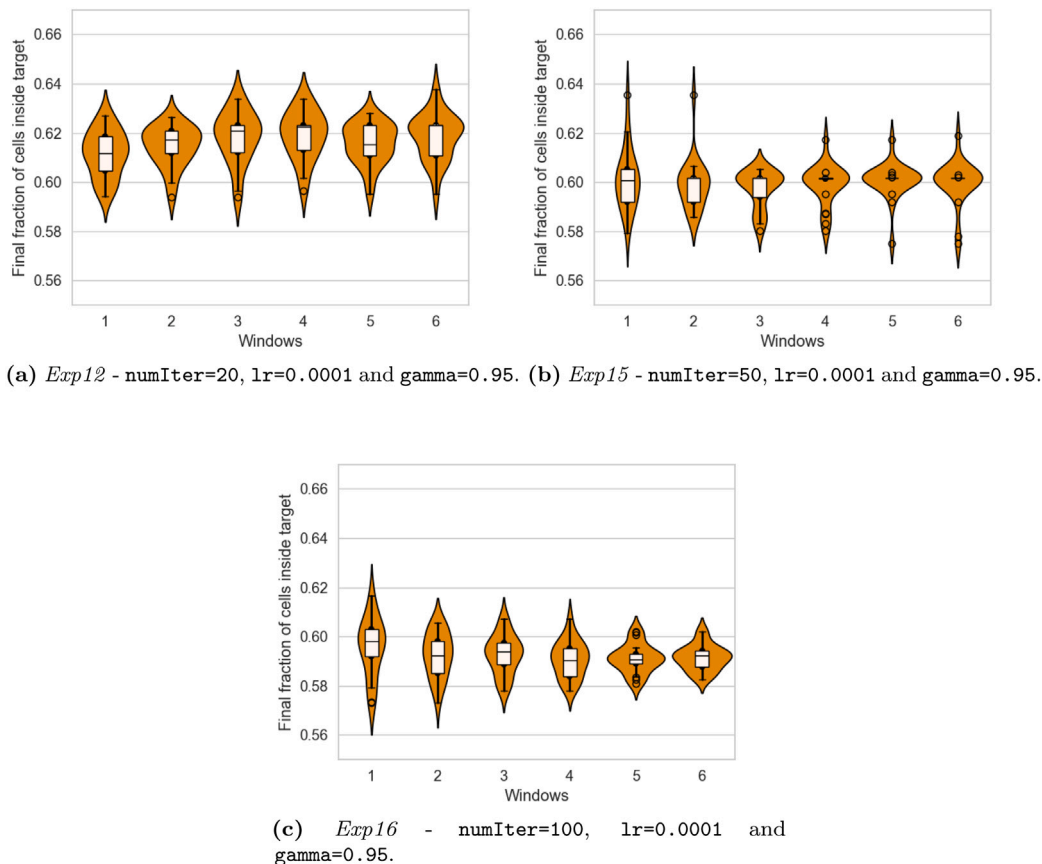 Final fraction of cells inside target
0.66
0.64
0.62
0.60
0.58
0.56
1 2 3 4 5 6
Windows
Final fraction of cells inside target
0.66
0.64
0.62
0.60
0.58
0.56
1 2 3 4 5 6
Windows
(a) Exp12 - numIter=20, lr=0.0001 and gamma=0.95.
(b) Exp15 - numIter=50, lr=0.0001 and gamma=0.95.
Final fraction of cells inside target
0.66
0.64
0.62
0.60
0.58
0.56
1 2 3 4 5 6
Windows
(c) Exp16 - numIter=100, lr=0.0001 and
gamma=0.95.